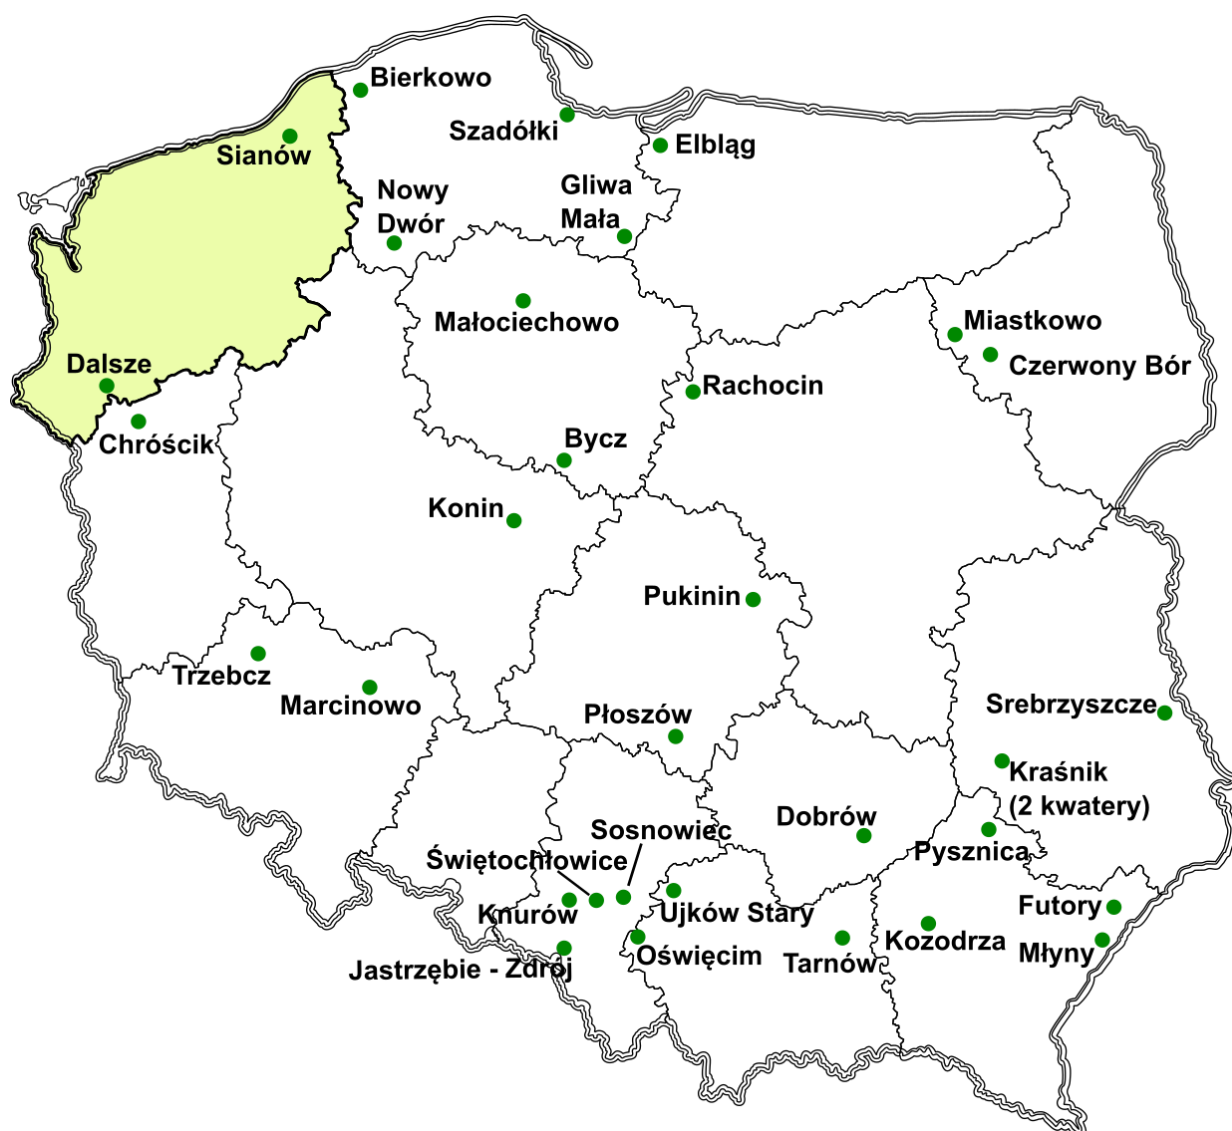 Bierkowo
Szadółki
Elbląg
Sianów
Nowy
Dwór
Gliwa
Mała
Małociechowo
Miastkowo
Czerwony Bór
Dalsze
Rachocin
Chróścik
Bycz
Konin
Pukinin
Trzebcz
Marcinowo
Płoszów
Srebrzyszcze
Kraśnik
(2 kwatery)
Dobrów
Sosnowiec
Pysznica
Świętochłowice
Knurów
Ujków Stary
Futory
Kozodrza
Młyny
Oświęcim
Tarnów
Jastrzębie - Zdrój